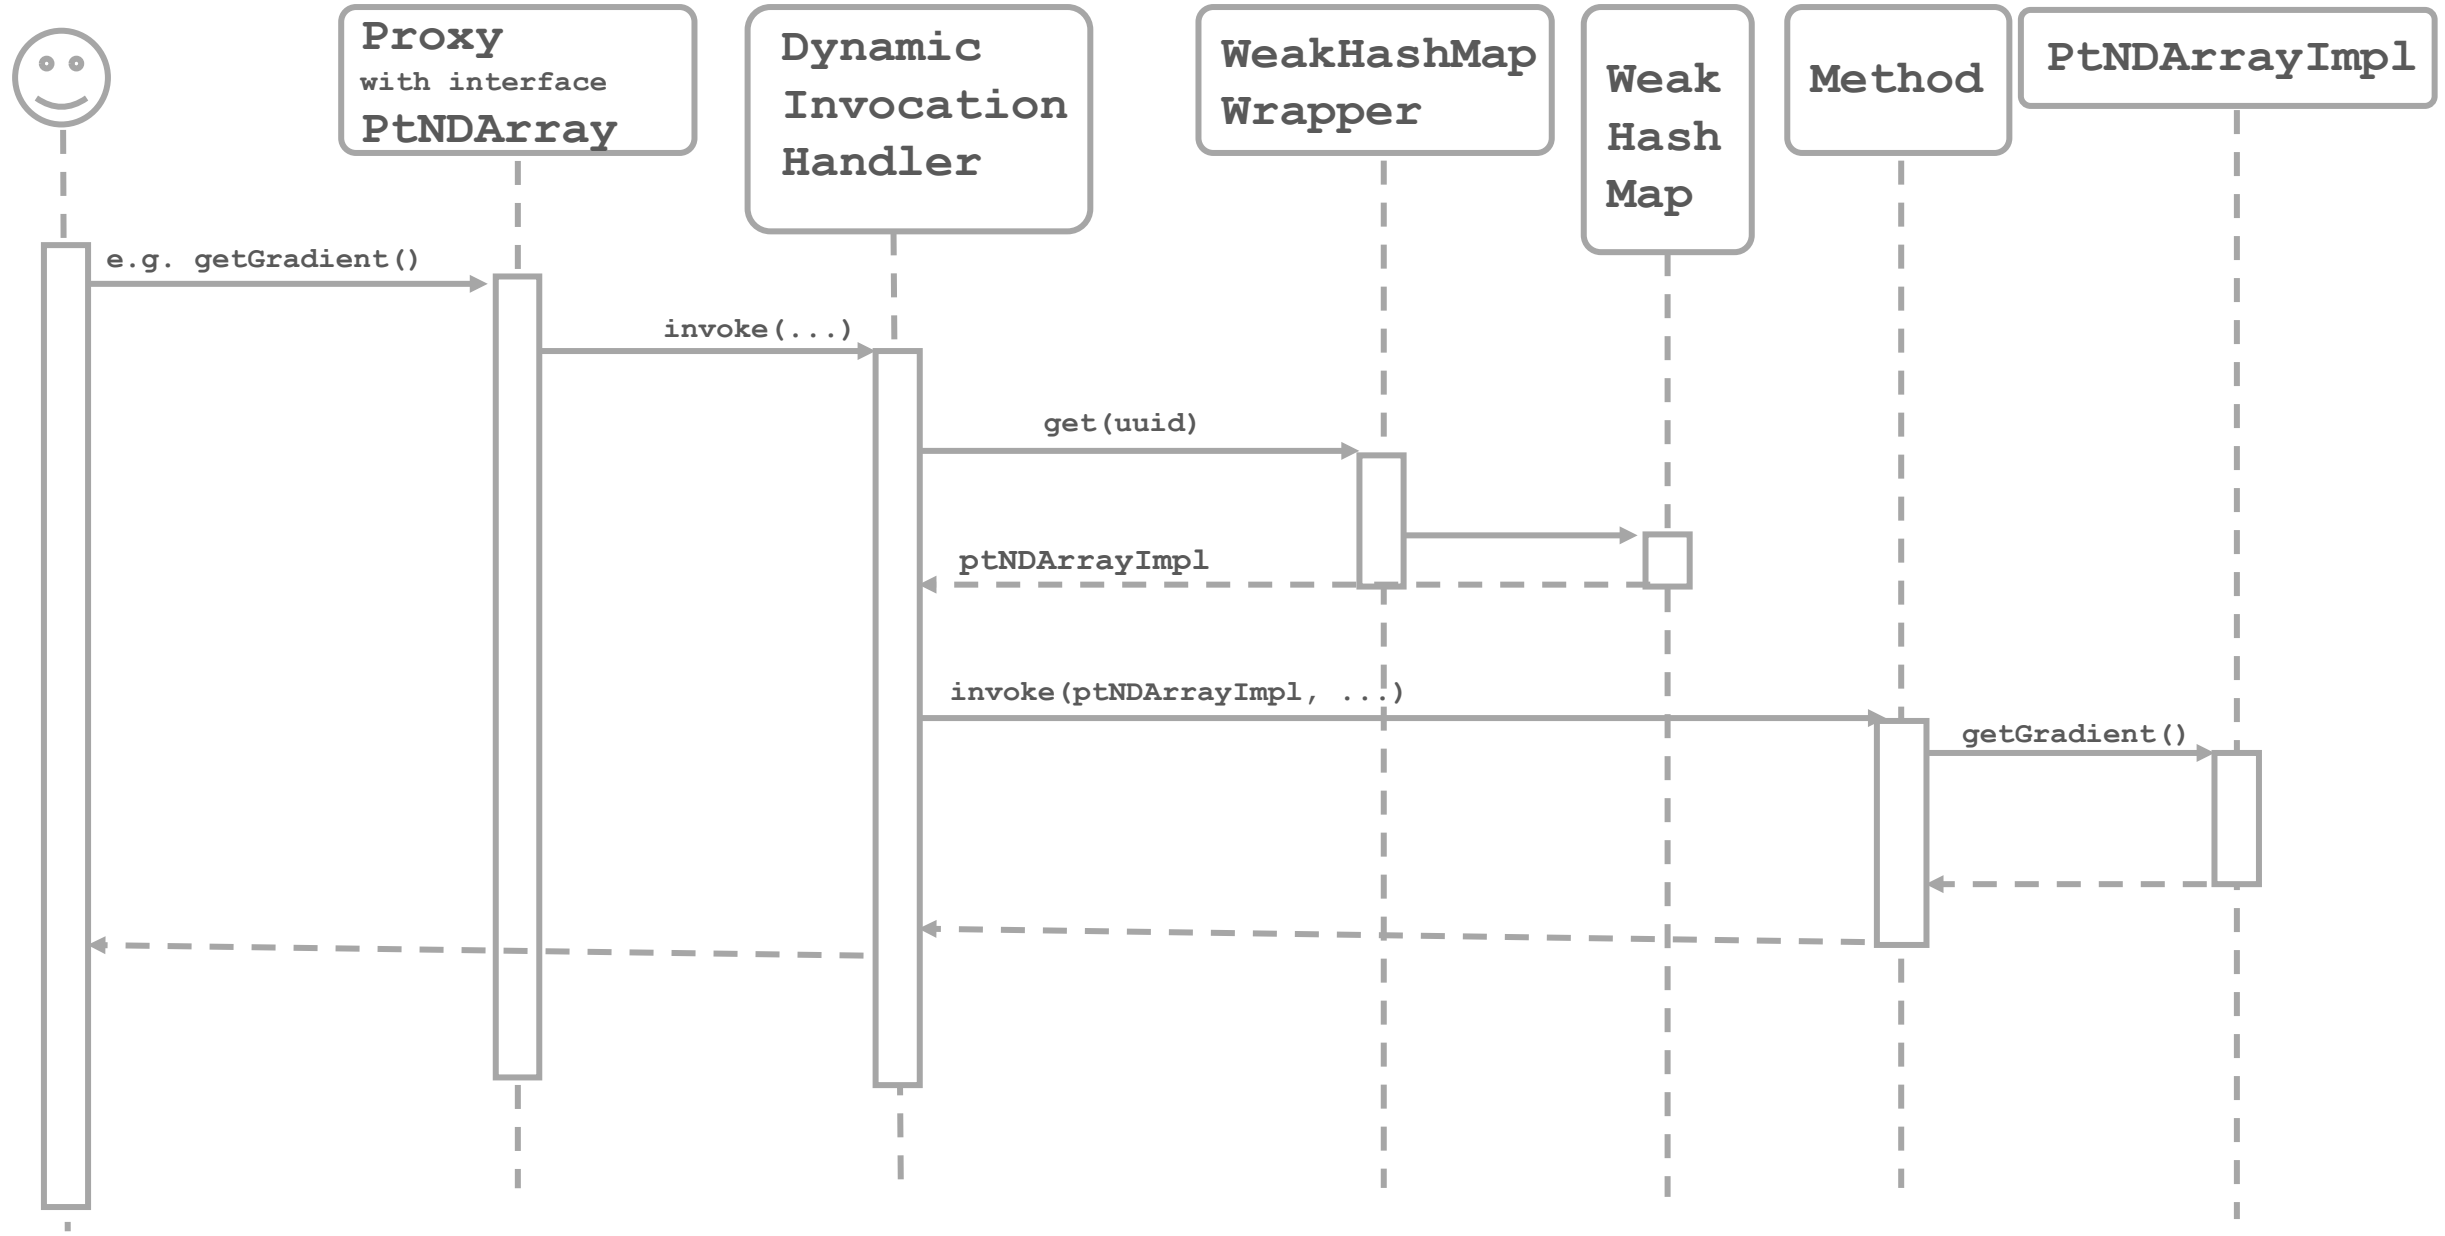 Proxy
with interface
PtNDArray
Dynamic
Invocation
Handler
WeakHashMap
Wrapper
Weak
Hash
Map
Method
PtNDArrayImpl
e.g. getGradient()
invoke(...)
get(uuid)
ptNDArrayImpl
invoke(ptNDArrayImpl, ...)
getGradient()